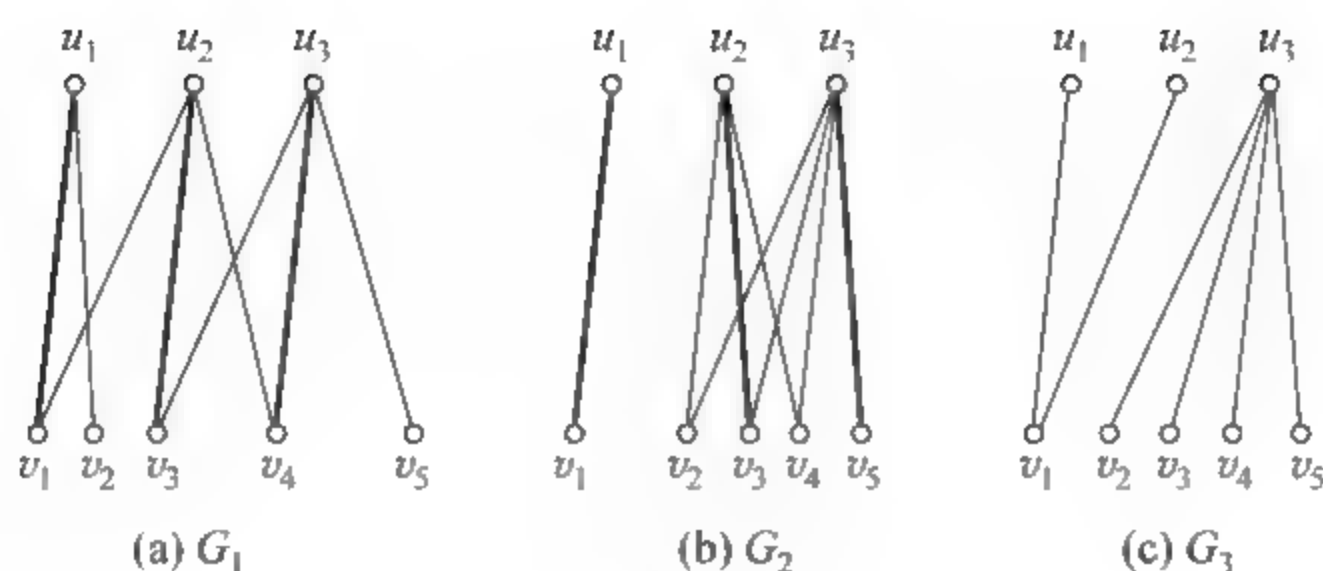 u₁ u₂ u₃ u₁ u₂ u₃ u₁ u₂ u₃
v₁ v₂ v₃ v₄ v₅ v₁ v₂ v₃ v₄ v₅ v₁ v₂ v₃ v₄ v₅
(a) G₁ (b) G₂ (c) G₃